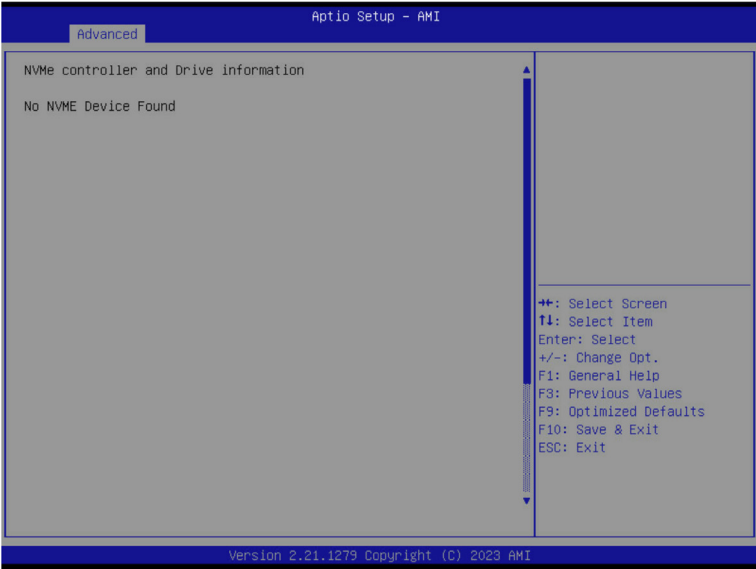 Aptio Setup – AMI
Advanced
NVMe controller and Drive information
No NVME Device Found
→←: Select Screen
↑↓: Select Item
Enter: Select
+/-: Change Opt.
F1: General Help
F3: Previous Values
F9: Optimized Defaults
F10: Save & Exit
ESC: Exit
Version 2.21.1279 Copyright (C) 2023 AMI